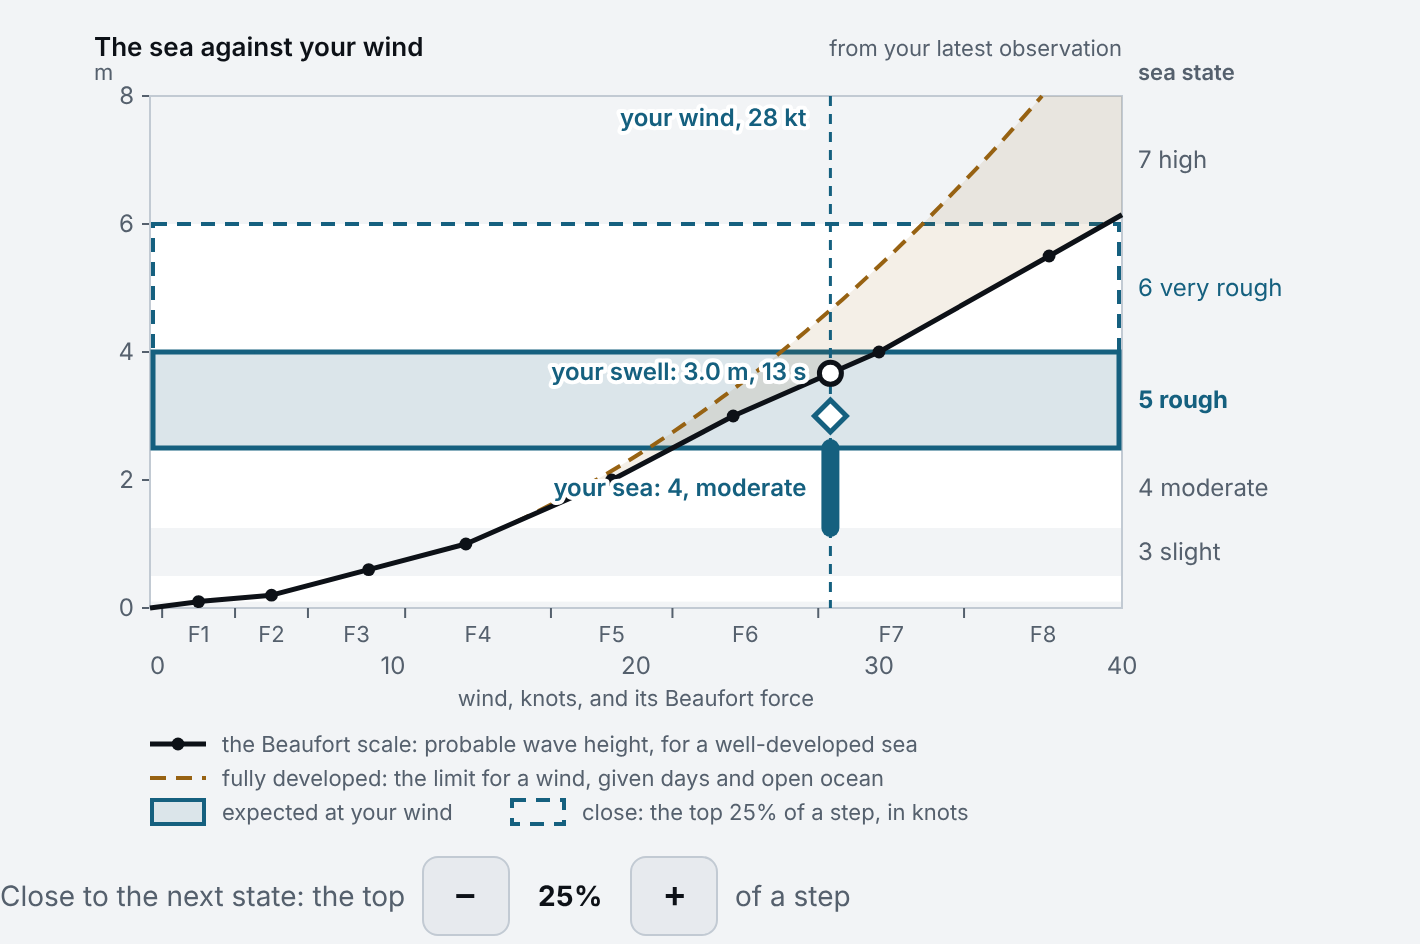 The sea against your wind
from your latest observation
m
sea state
8
your wind, 28 kt
7 high
6
6 very rough
4
your swell: 3.0 m, 13 s
5 rough
2
your sea: 4, moderate
4 moderate
3 slight
0
F1 F2 F3 F4 F5 F6 F7 F8
0 10 20 30 40
wind, knots, and its Beaufort force
the Beaufort scale: probable wave height, for a well-developed sea
fully developed: the limit for a wind, given days and open ocean
expected at your wind
close: the top 25% of a step, in knots
Close to the next state: the top − 25% + of a step